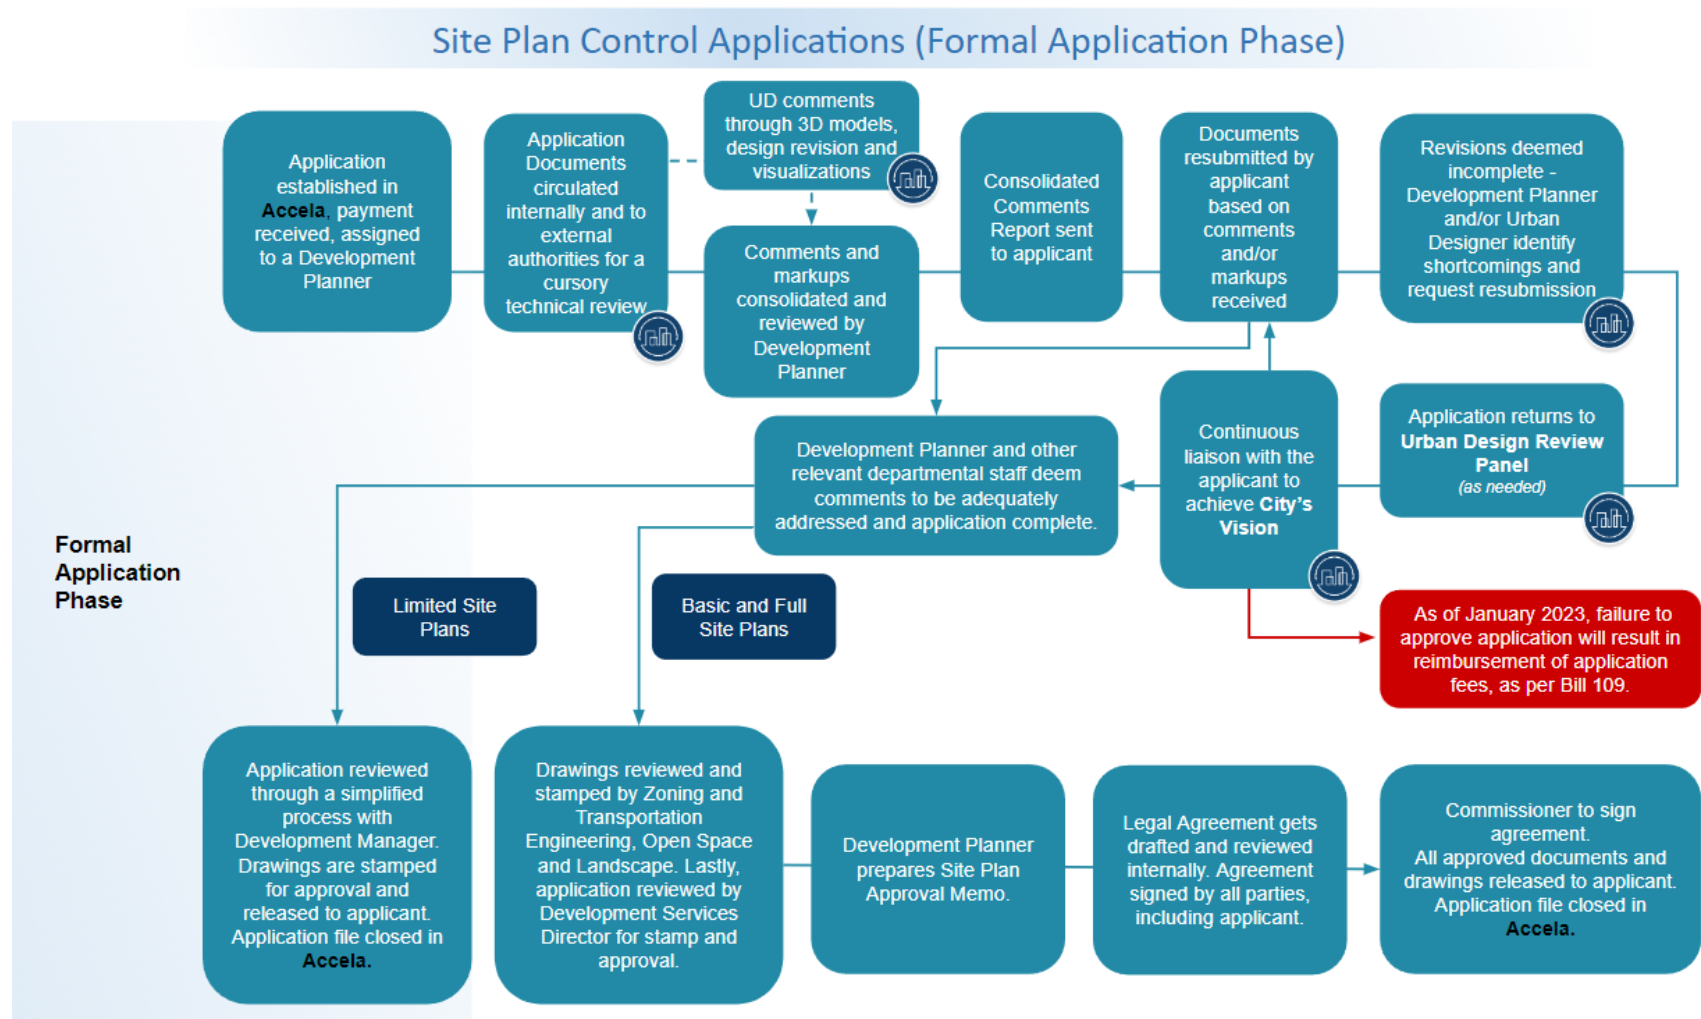 Site Plan Control Applications (Formal Application Phase)
Application
established in
Accela, payment
received, assigned
to a Development
Planner
Application
Documents
circulated
internally and to
external
authorities for a
cursory
technical review
UD comments
through 3D models,
design revision and
visualizations
Comments and
markups
consolidated and
reviewed by
Development
Planner
Consolidated
Comments
Report sent
to applicant
Documents
resubmitted by
applicant
based on
comments
and/or
markups
received
Revisions deemed
incomplete -
Development Planner
and/or Urban
Designer identify
shortcomings and
request resubmission
Application returns to
Urban Design Review
Panel
(as needed)
Continuous
liaison with the
applicant to
achieve City's
Vision
Development Planner and other
relevant departmental staff deem
comments to be adequately
addressed and application complete.
Formal
Application
Phase
Limited Site
Plans
Basic and Full
Site Plans
As of January 2023, failure to
approve application will result in
reimbursement of application
fees, as per Bill 109.
Application reviewed
through a simplified
process with
Development Manager.
Drawings are stamped
for approval and
released to applicant.
Application file closed in
Accela.
Drawings reviewed and
stamped by Zoning and
Transportation
Engineering, Open Space
and Landscape. Lastly,
application reviewed by
Development Services
Director for stamp and
approval.
Development Planner
prepares Site Plan
Approval Memo.
Legal Agreement gets
drafted and reviewed
internally. Agreement
signed by all parties,
including applicant.
Commissioner to sign
agreement.
All approved documents and
drawings released to applicant.
Application file closed in
Accela.